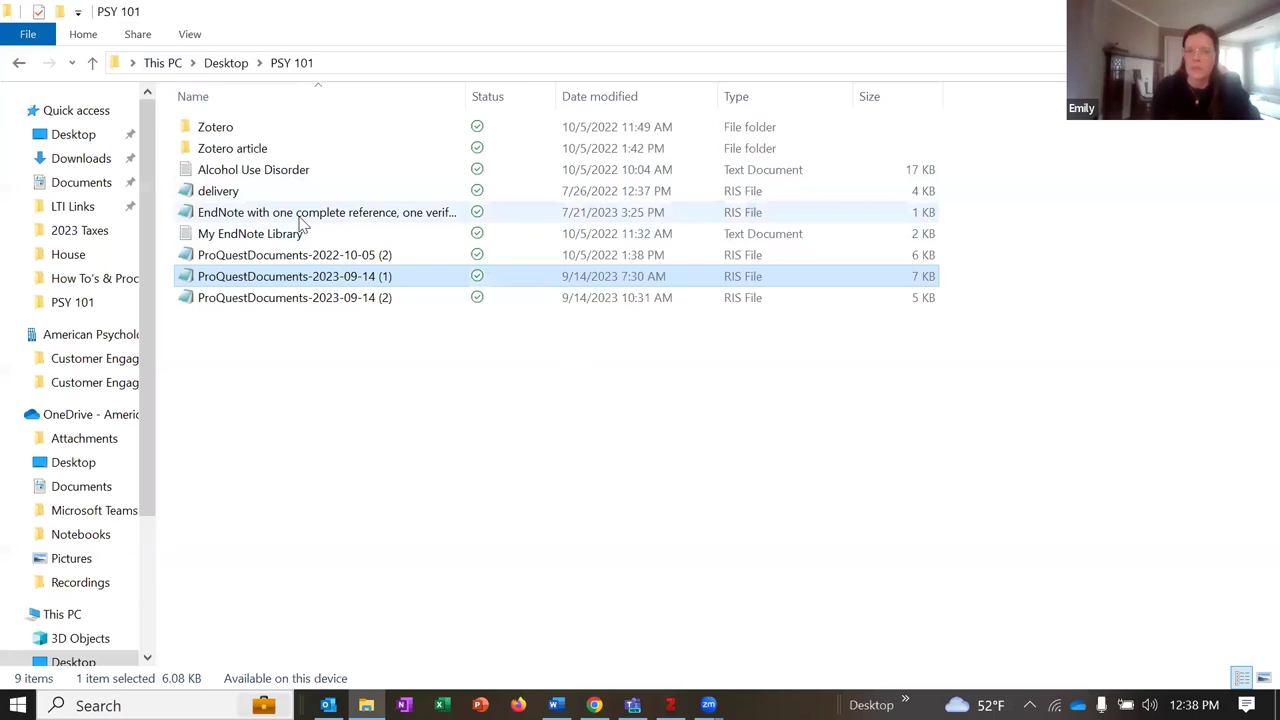 PSY 101
File Home Share View
This PC Desktop PSY 101
Name Status Date modified Type Size
Emily
Zotero 10/5/2022 11:49 AM File folder
Zotero article 10/5/2022 1:42 PM File folder
Alcohol Use Disorder 10/5/2022 10:04 AM Text Document 17 KB
delivery 7/26/2022 12:37 PM RIS File 4 KB
EndNote with one complete reference, one verif... 7/21/2023 3:25 PM RIS File 1 KB
My EndNote Library 10/5/2022 11:32 AM Text Document 2 KB
ProQuestDocuments-2022-10-05 (2) 10/5/2022 1:38 PM RIS File 6 KB
ProQuestDocuments-2023-09-14 (1) 9/14/2023 7:30 AM RIS File 7 KB
ProQuestDocuments-2023-09-14 (2) 9/14/2023 10:31 AM RIS File 5 KB
Quick access
Desktop
Downloads
Documents
LTI Links
2023 Taxes
House
How To's & Proc
PSY 101
American Psycholo
Customer Engag
Customer Engag
OneDrive - Americ
Attachments
Desktop
Documents
Microsoft Teams
Notebooks
Pictures
Recordings
This PC
3D Objects
Desktop
9 items 1 item selected 6.08 KB Available on this device
Search Desktop 52°F 12:38 PM